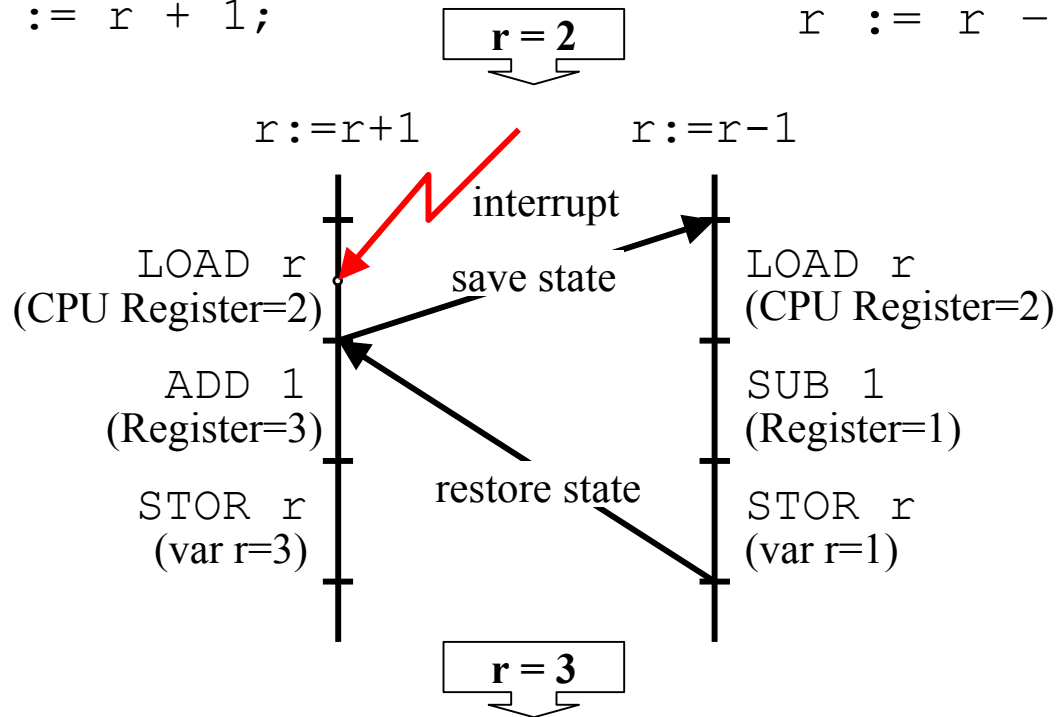 := r + 1;
r := r -
r = 2
r:=r+1
r:=r-1
interrupt
LOAD r
(CPU Register=2)
save state
LOAD r
(CPU Register=2)
ADD 1
(Register=3)
SUB 1
(Register=1)
restore state
STOR r
(var r=3)
STOR r
(var r=1)
r = 3